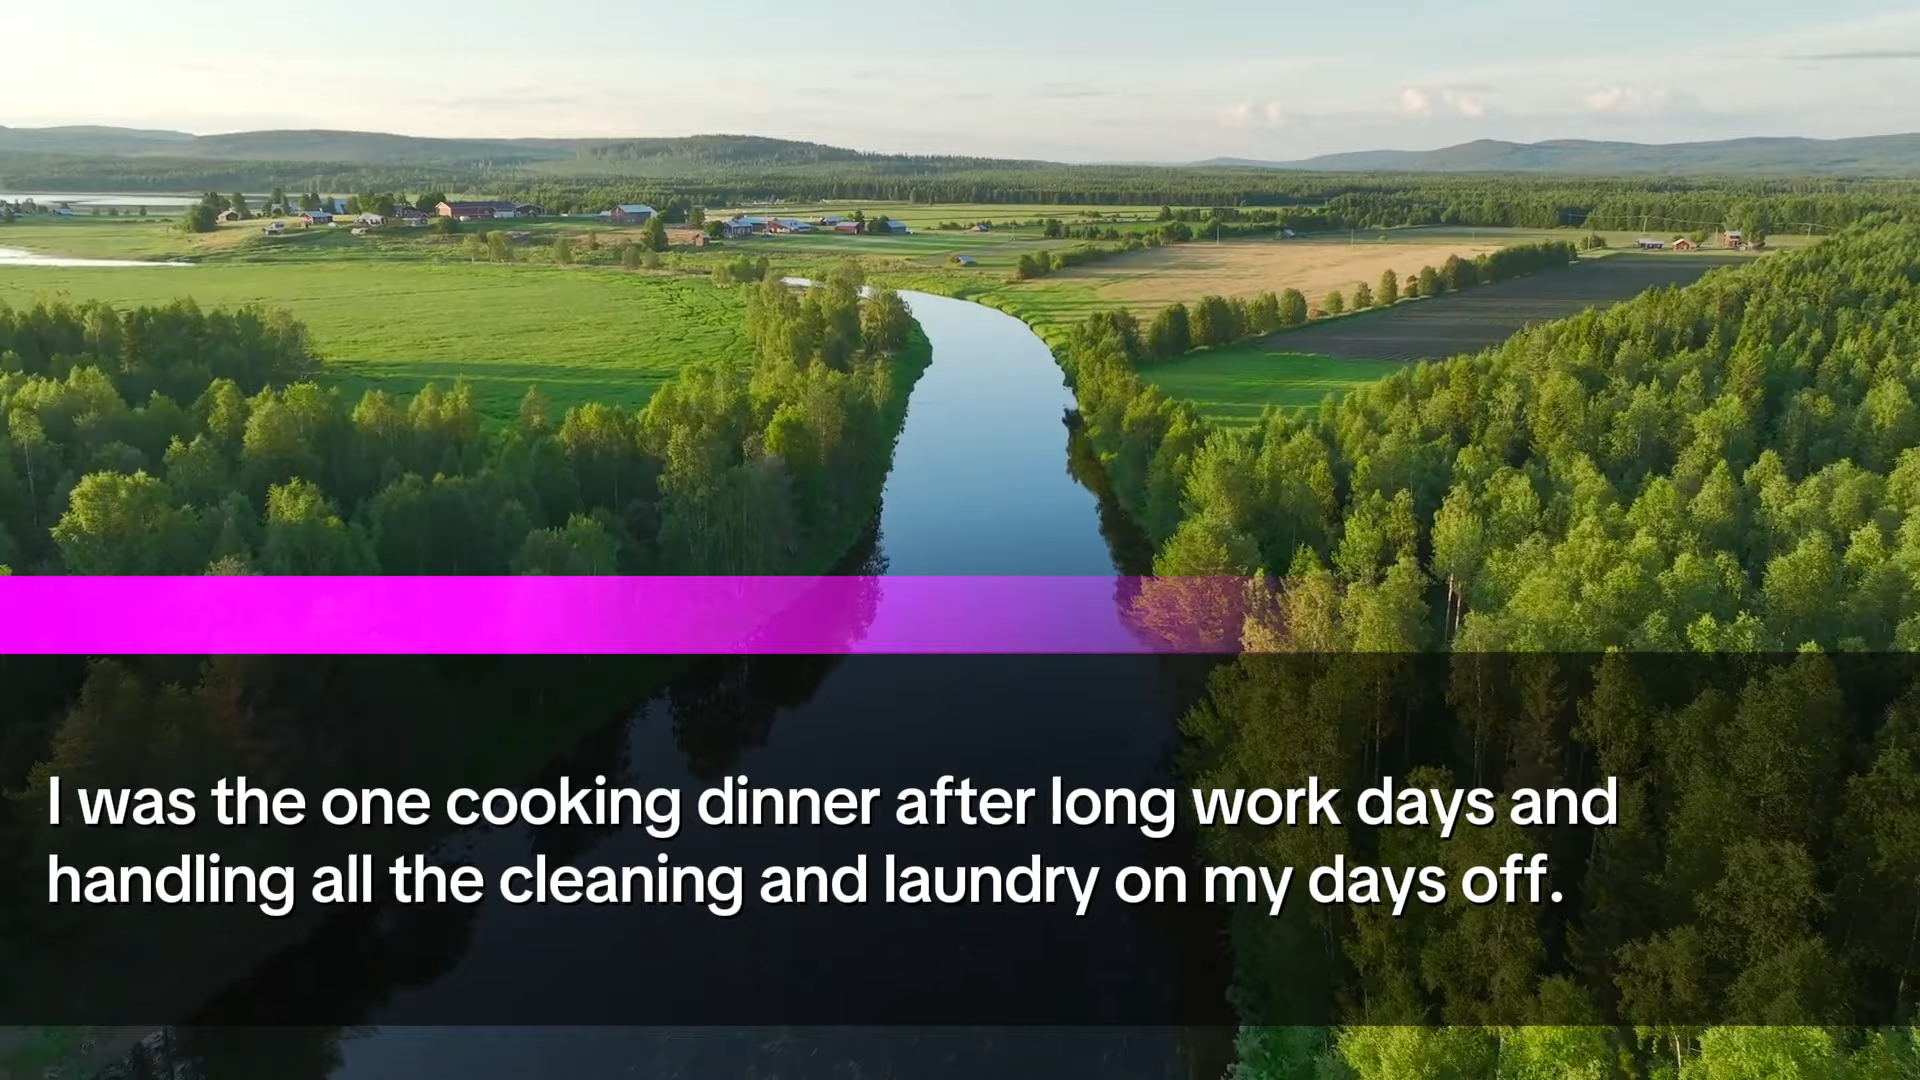 I was the one cooking dinner after long work days and
handling all the cleaning and laundry on my days off.